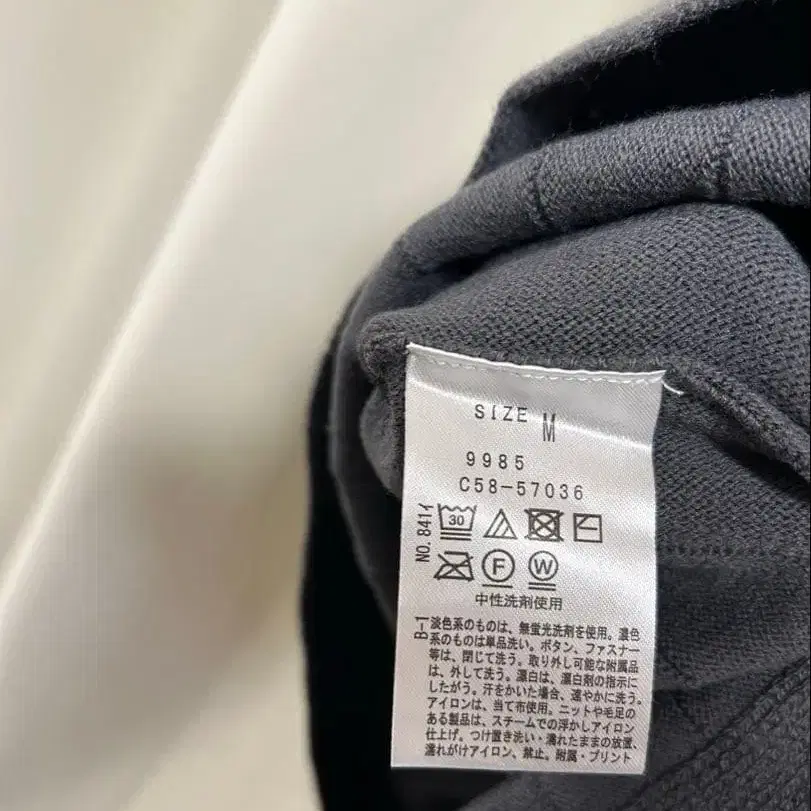 SIZE M
9985
C58-57036
NO. 841イ
30
F W
中性洗剤使用
B-1
淡色系のものは、無蛍光洗剤を使用。濃色
系のものは単品洗い。ボタン、ファスナー
等は、閉じて洗う。取り外し可能な附属品
は、外して洗う。漂白は、漂白剤の指示に
したがう。汗をかいた場合、速やかに洗う。
アイロンは、当て布使用。ニットや毛足の
ある製品は、スチームでの浮かしアイロン
仕上げ。つけ置き洗い・濡れたままの放置、
濡れがけアイロン、禁止。附属・プリント